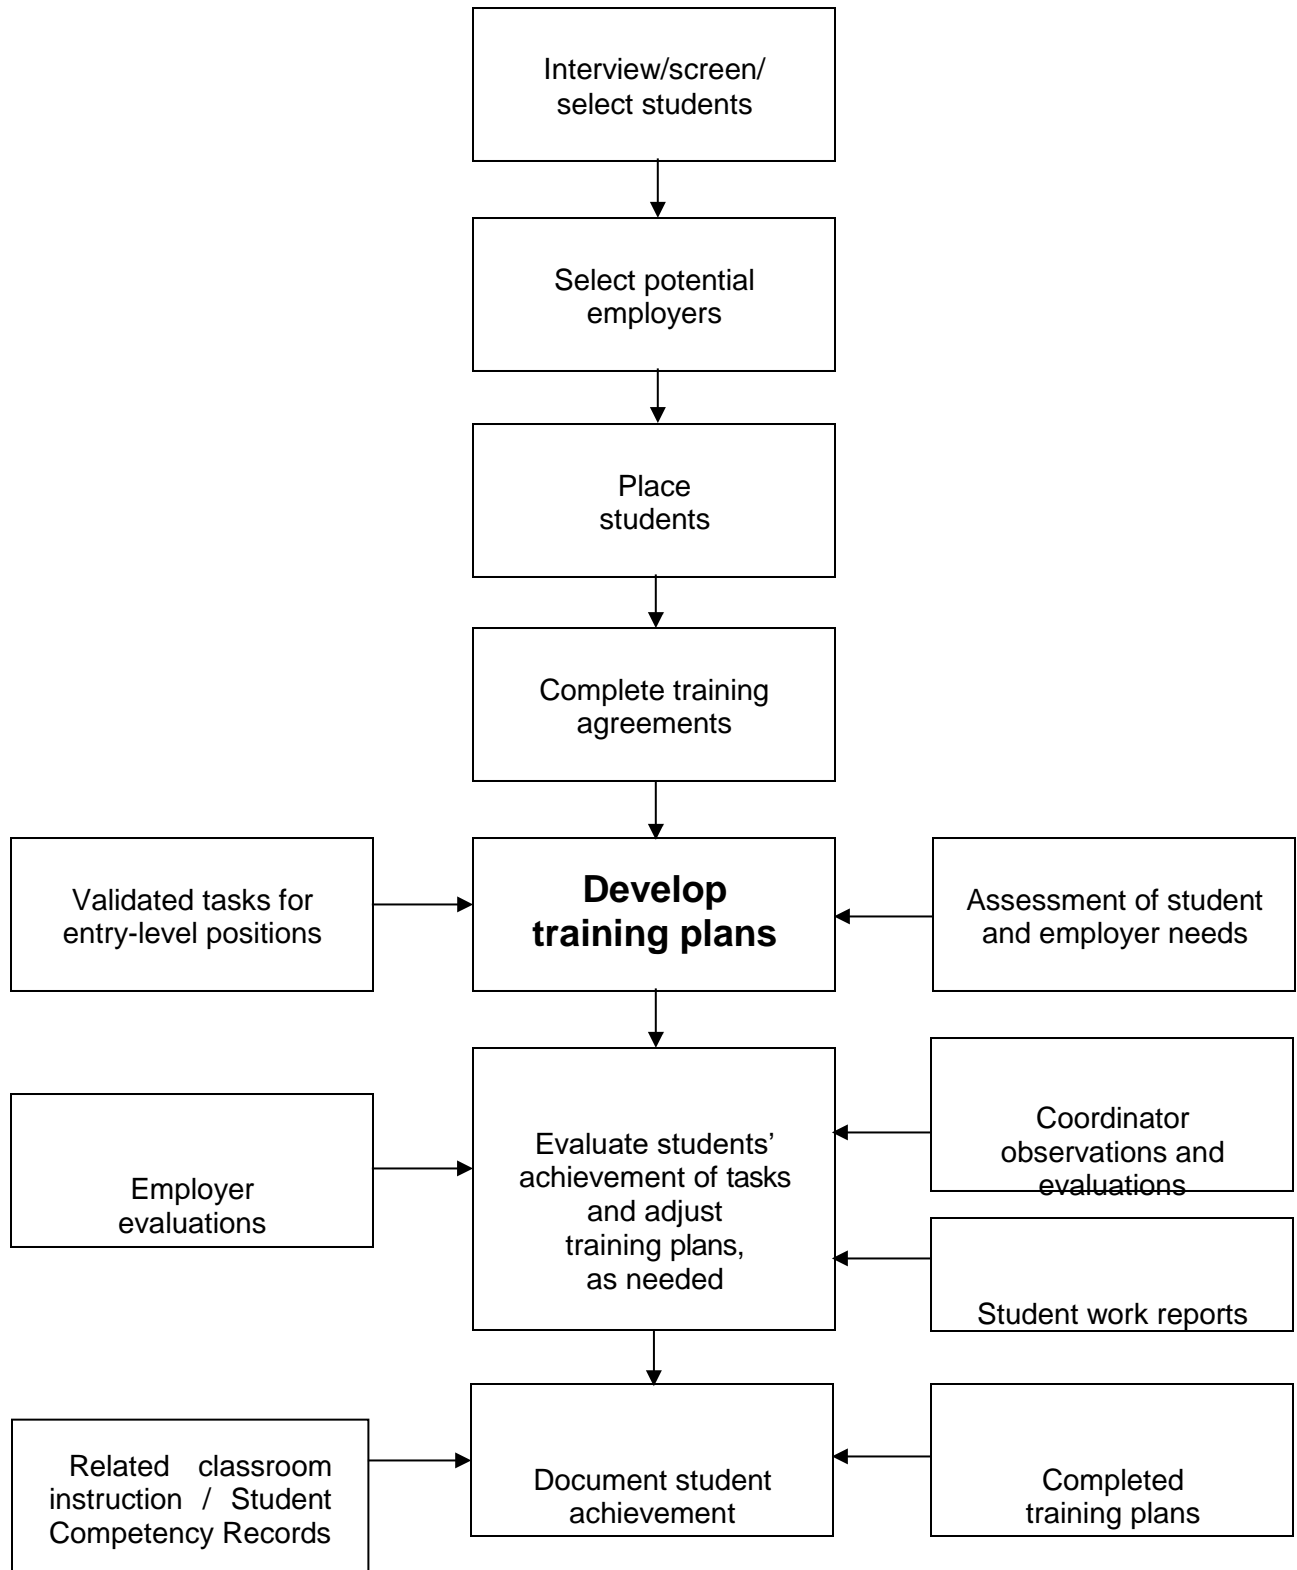 Interview/screen/
select students
Select potential
employers
Place
students
Complete training
agreements
Validated tasks for
entry-level positions
Develop
training plans
Assessment of student
and employer needs
Employer
evaluations
Evaluate students’
achievement of tasks
and adjust
training plans,
as needed
Coordinator
observations and
evaluations
Student work reports
Related classroom
instruction / Student
Competency Records
Document student
achievement
Completed
training plans